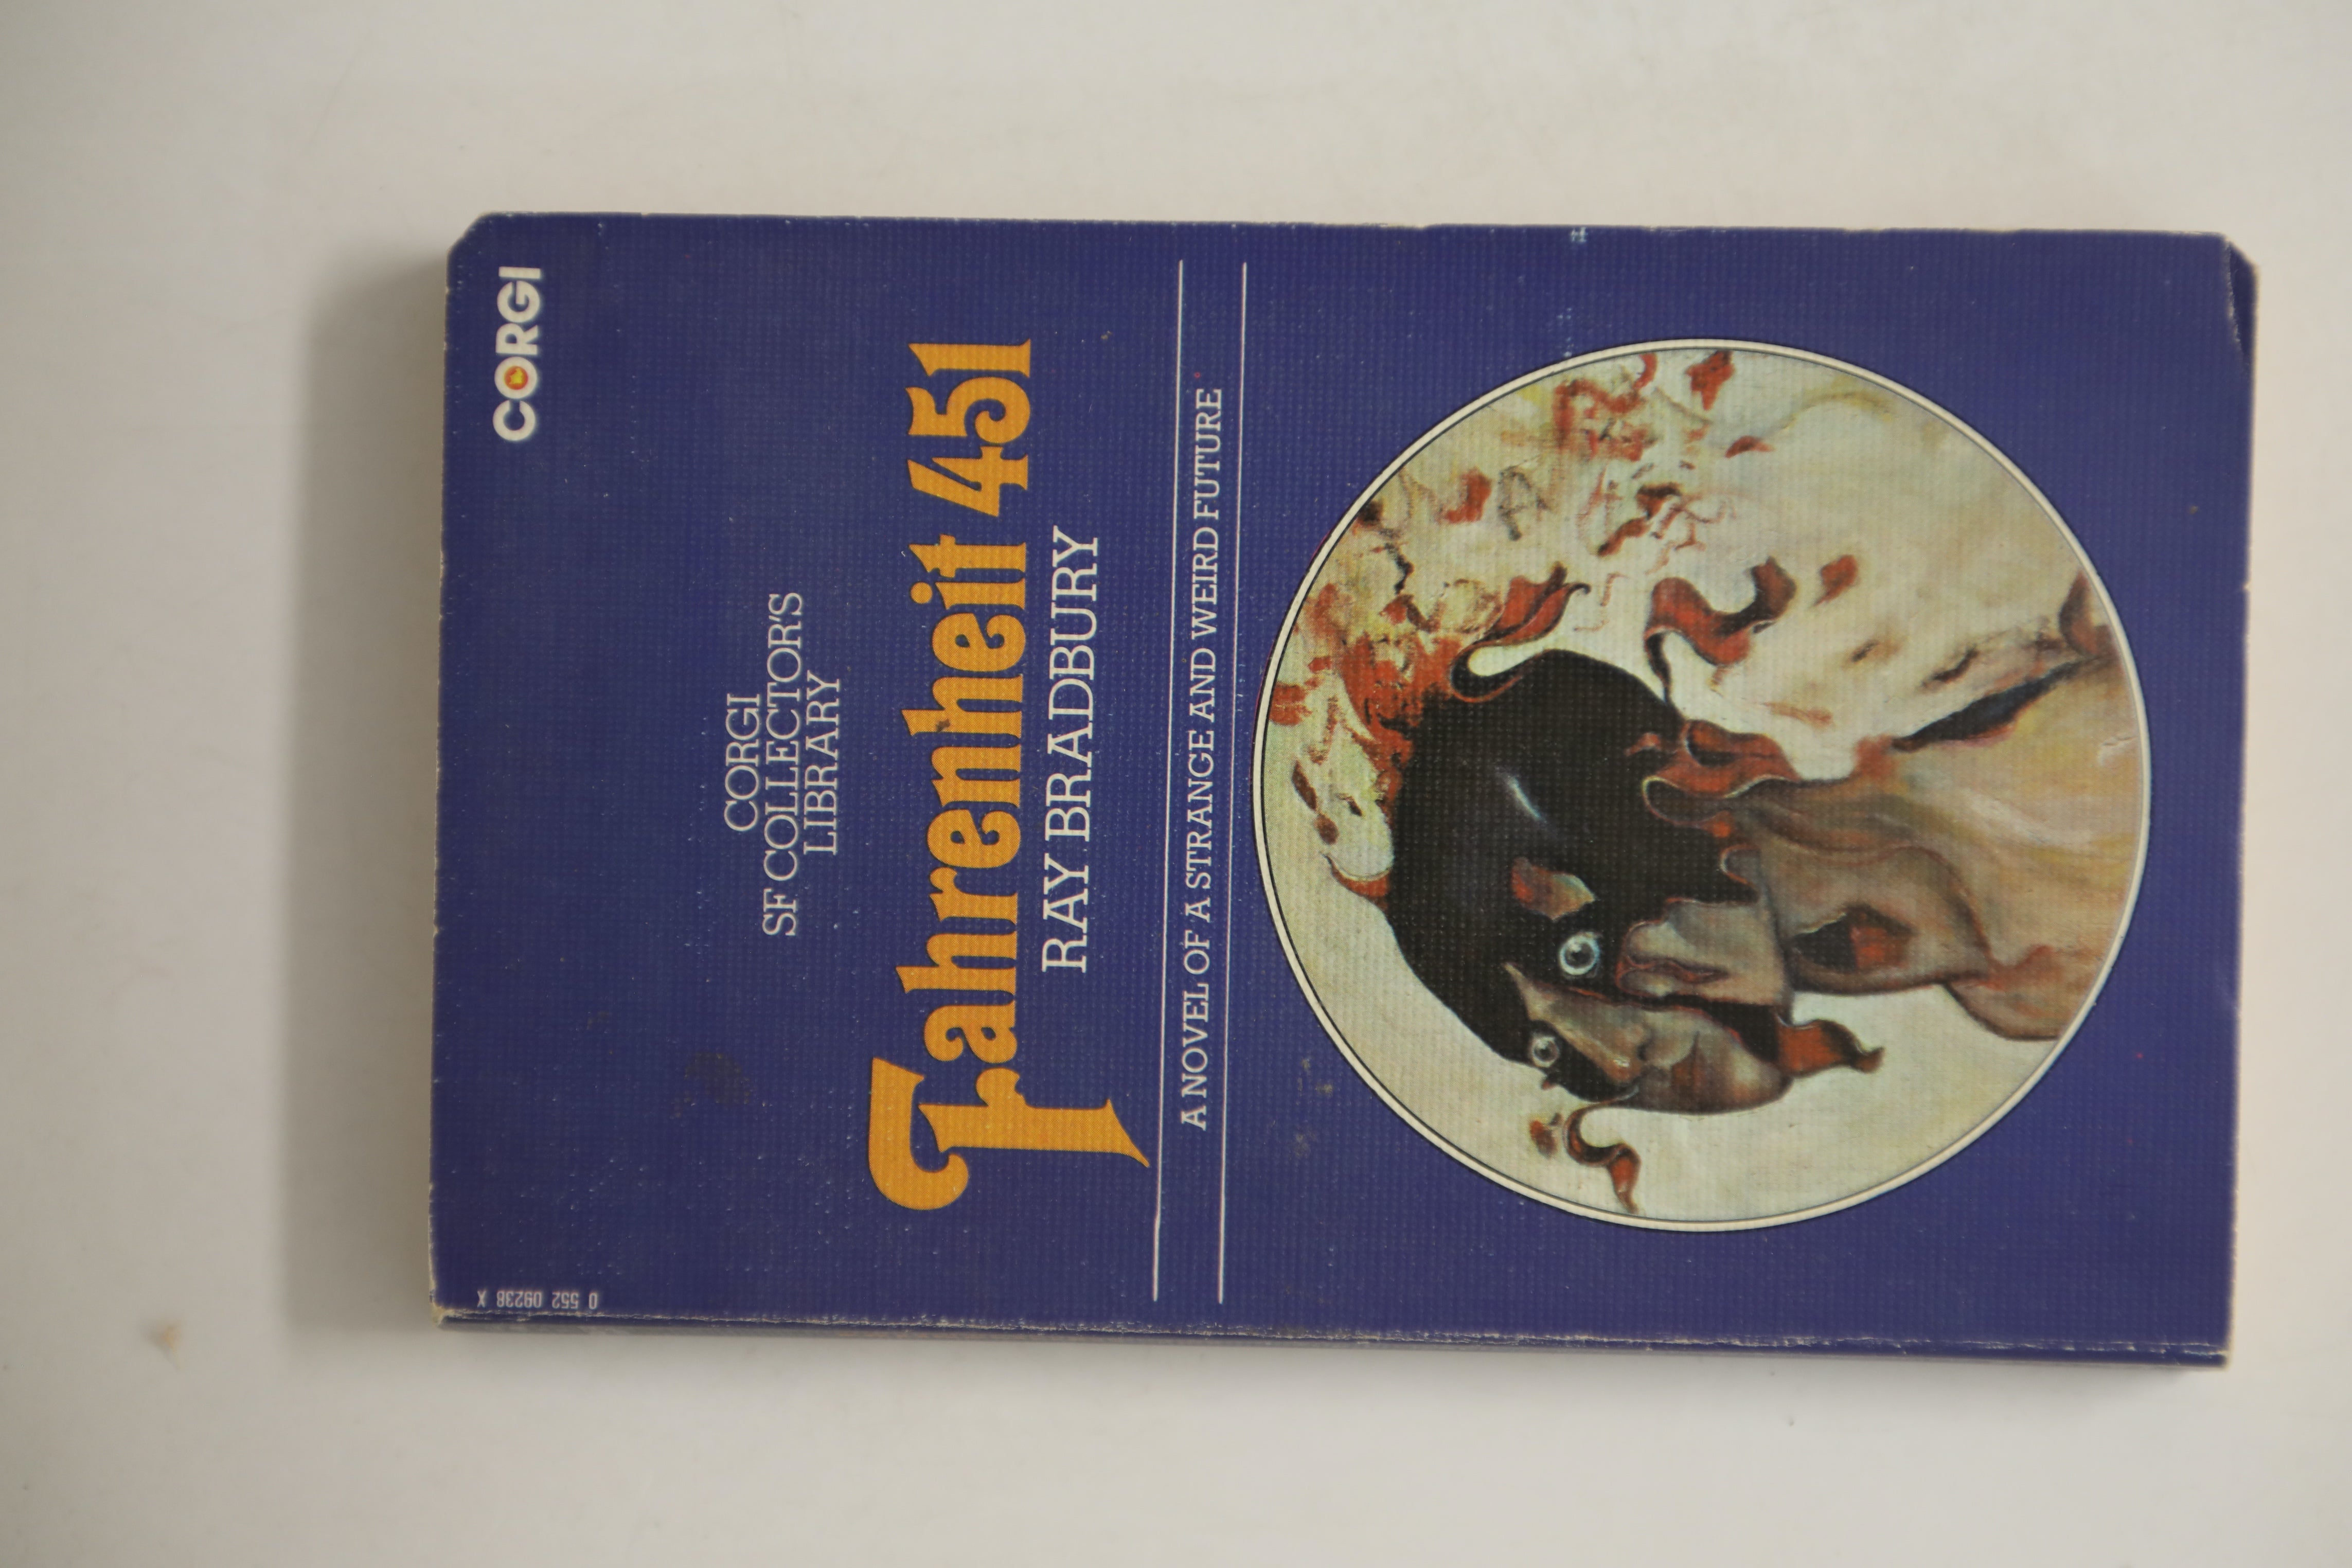 0 552 09238 X
CORGI
CORGI
SF COLLECTOR'S
LIBRARY
Fahrenheit 451
RAY BRADBURY
A NOVEL OF A STRANGE AND WEIRD FUTURE